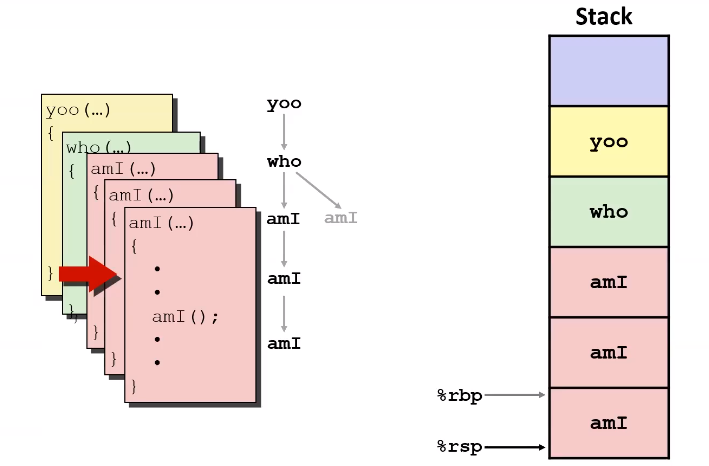 Stack
yoo(…)
{
}
who(…)
{
}
amI(…)
{
}
amI(…)
{
}
amI(…)
{
•
•
amI();
•
•
}
yoo
who
amI
amI
amI
amI
yoo
who
amI
amI
amI
%rbp
%rsp